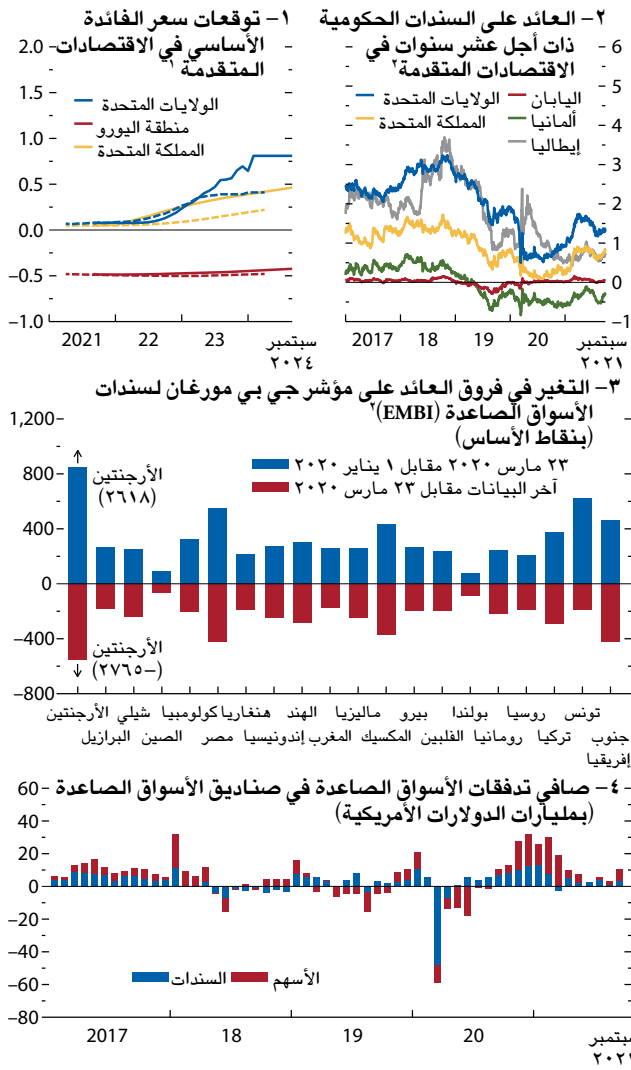 ١– توقعات سعر الفائدة
الأساسي في الاقتصادات
المتقدمة ١
2.0
1.5
1.0
0.5
0.0
–0.5
–1.0
الولايات المتحدة
منطقة اليورو
المملكة المتحدة
2021
22
23
سبتمبر
٢٠٢٤
٢– العائد على السندات الحكومية
ذات أجل عشر سنوات في
الاقتصادات المتقدمة ٢
6
5
4
3
2
1
0
–1
الولايات المتحدة
اليابان
المملكة المتحدة
ألمانيا
إيطاليا
2017
18
19
20
سبتمبر
٢٠٢١
٣– التغير في فروق العائد على مؤشر جي بي مورغان لسندات
الأسواق الصاعدة (EMBI)٢
(بنقاط الأساس)
1,200
800
400
0
–400
–800
٢٣ مارس ٢٠٢٠ مقابل ١ يناير ٢٠٢٠
آخر البيانات مقابل ٢٣ مارس ٢٠٢٠
الأرجنتين
(٢٦١٨)
الأرجنتين
(–٢٧٦٥)
الأرجنتين
البرازيل
شيلي
الصين
كولومبيا
مصر
هنغاريا
إندونيسيا
الهند
المغرب
ماليزيا
المكسيك
بيرو
الفلبين
بولندا
رومانيا
روسيا
تركيا
تونس
جنوب
إفريقيا
٤– صافي تدفقات الأسواق الصاعدة في صناديق الأسواق الصاعدة
(بمليارات الدولارات الأمريكية)
60
40
20
0
–20
–40
–60
–80
السندات
الأسهم
2017
18
19
20
سبتمبر
٢٠٢١